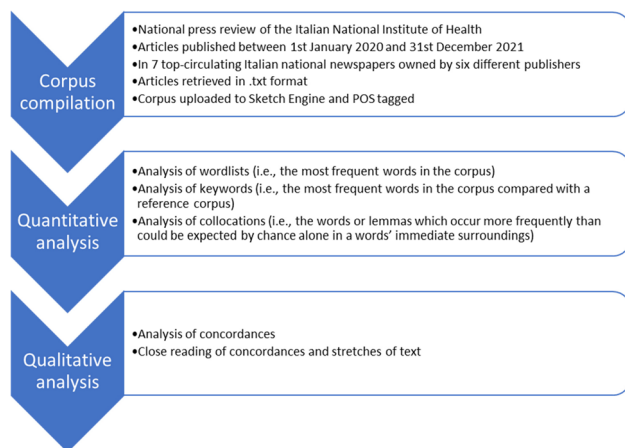 Corpus
compilation
•National press review of the Italian National Institute of Health
•Articles published between 1st January 2020 and 31st December 2021
•In 7 top-circulating Italian national newspapers owned by six different publishers
•Articles retrieved in .txt format
•Corpus uploaded to Sketch Engine and POS tagged
Quantitative
analysis
•Analysis of wordlists (i.e., the most frequent words in the corpus)
•Analysis of keywords (i.e., the most frequent words in the corpus compared with a
reference corpus)
•Analysis of collocations (i.e., the words or lemmas which occur more frequently than
could be expected by chance alone in a words' immediate surroundings)
Qualitative
analysis
•Analysis of concordances
•Close reading of concordances and stretches of text